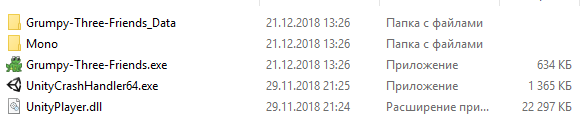 Grumpy-Three-Friends_Data 21.12.2018 13:26 Папка с файлами
Mono 21.12.2018 13:26 Папка с файлами
Grumpy-Three-Friends.exe 21.12.2018 13:26 Приложение 634 КБ
UnityCrashHandler64.exe 29.11.2018 21:25 Приложение 1 365 КБ
UnityPlayer.dll 29.11.2018 21:24 Расширение при... 22 297 КБ